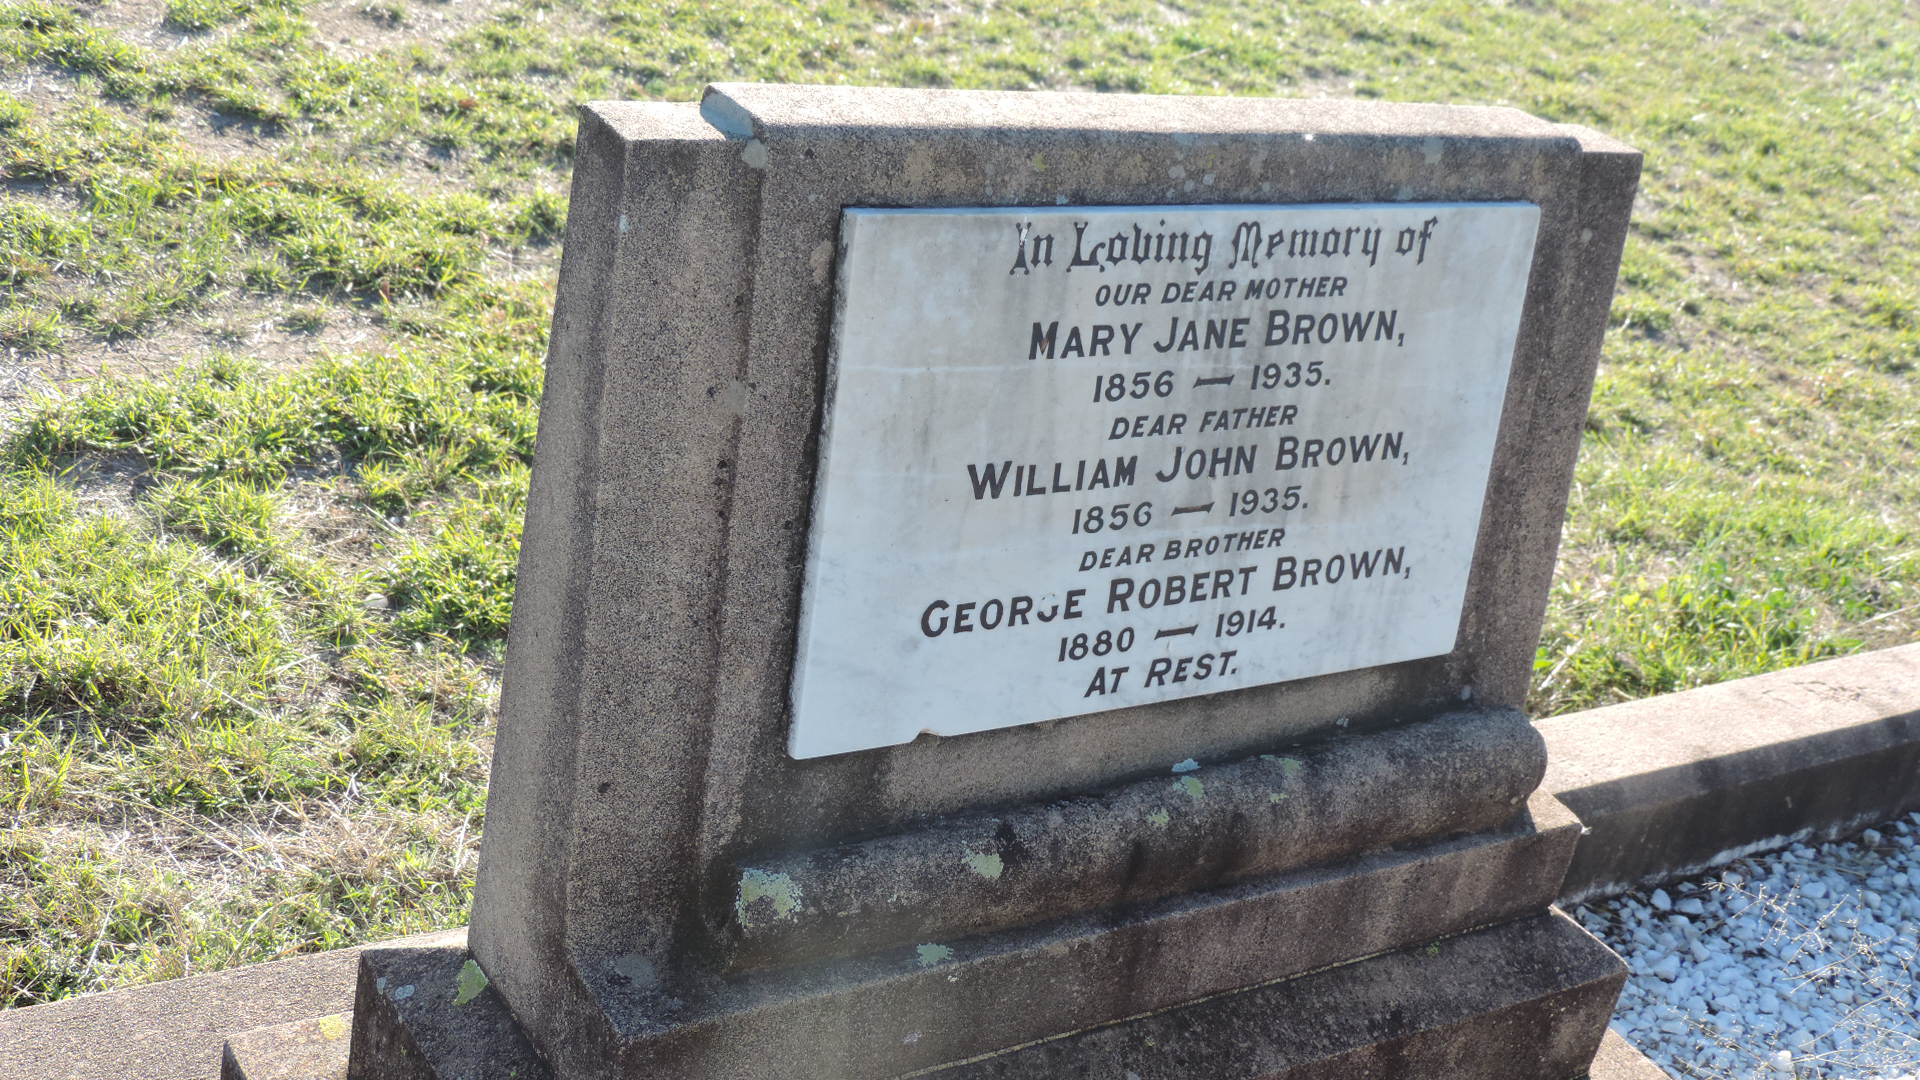 In Loving Memory of
OUR DEAR MOTHER
MARY JANE BROWN,
1856 — 1935.
DEAR FATHER
WILLIAM JOHN BROWN,
1856 — 1935.
DEAR BROTHER
GEORGE ROBERT BROWN,
1880 — 1914.
AT REST.